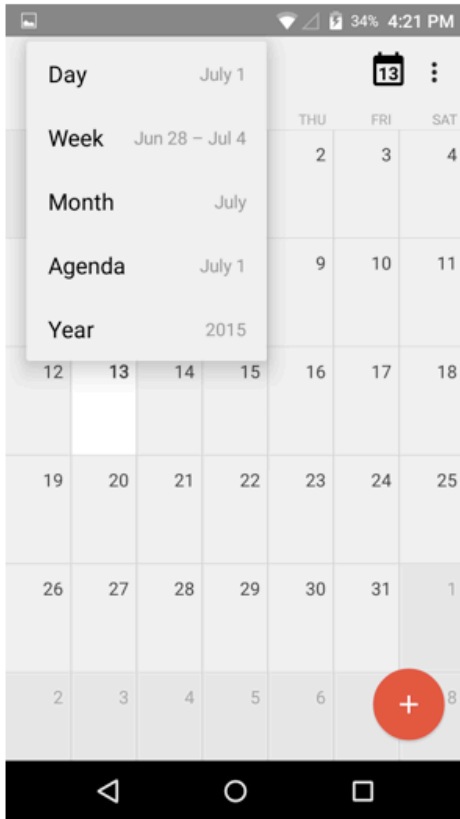 34% 4:21 PM
Day July 1
13
Week Jun 28 – Jul 4
THU FRI SAT
Month July
2 3 4
Agenda July 1
9 10 11
Year 2015
12 13 14 15 16 17 18
19 20 21 22 23 24 25
26 27 28 29 30 31 1
2 3 4 5 6 + 8